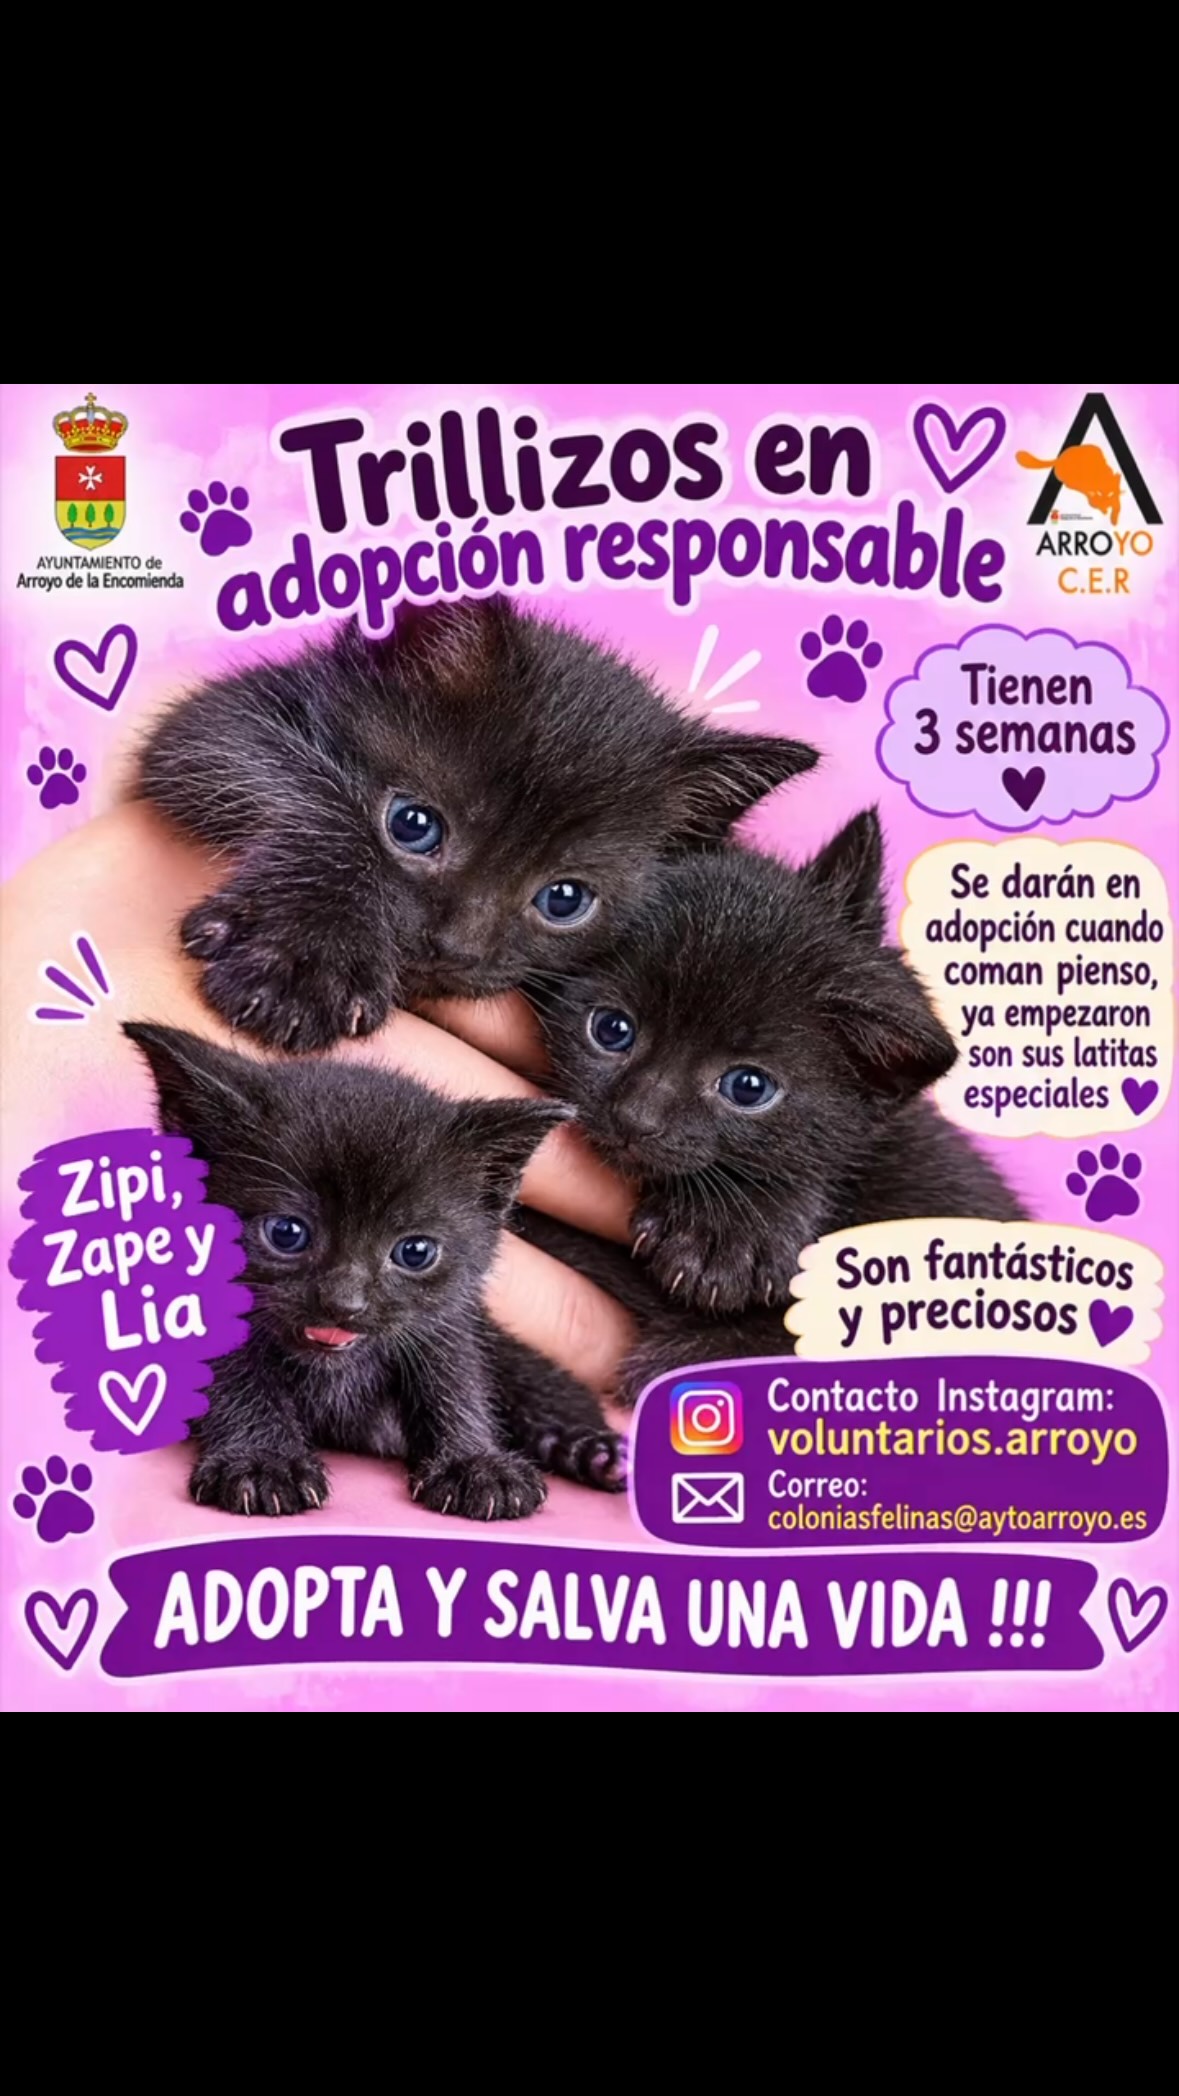 Trillizos en
adopción responsable
AYUNTAMIENTO de
Arroyo de la Encomienda
ARROYO
C.E.R
Tienen
3 semanas
Se darán en
adopción cuando
coman pienso,
ya empezaron
son sus latitas
especiales
Zipi,
Zape y
Lia
Son fantásticos
y preciosos
Contacto Instagram:
voluntarios.arroyo
Correo:
coloniasfelinas@aytoarroyo.es
ADOPTA Y SALVA UNA VIDA !!!